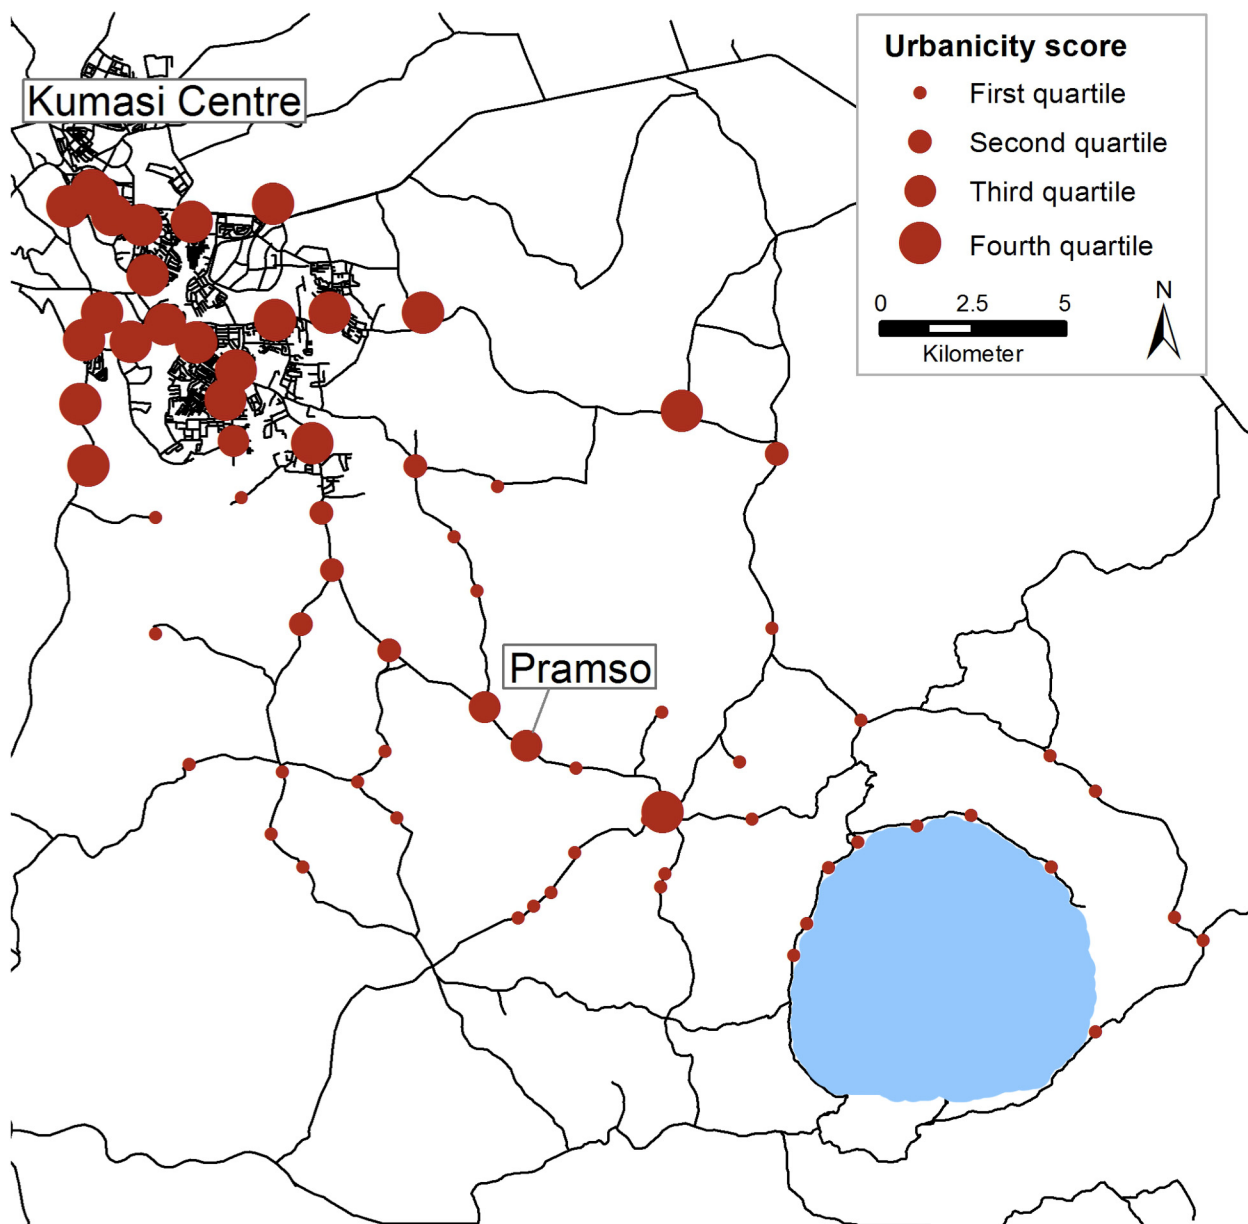 Urbanicity score
First quartile
Second quartile
Third quartile
Fourth quartile
N
0 2.5 5
Kilometer
Kumasi Centre
Pramso